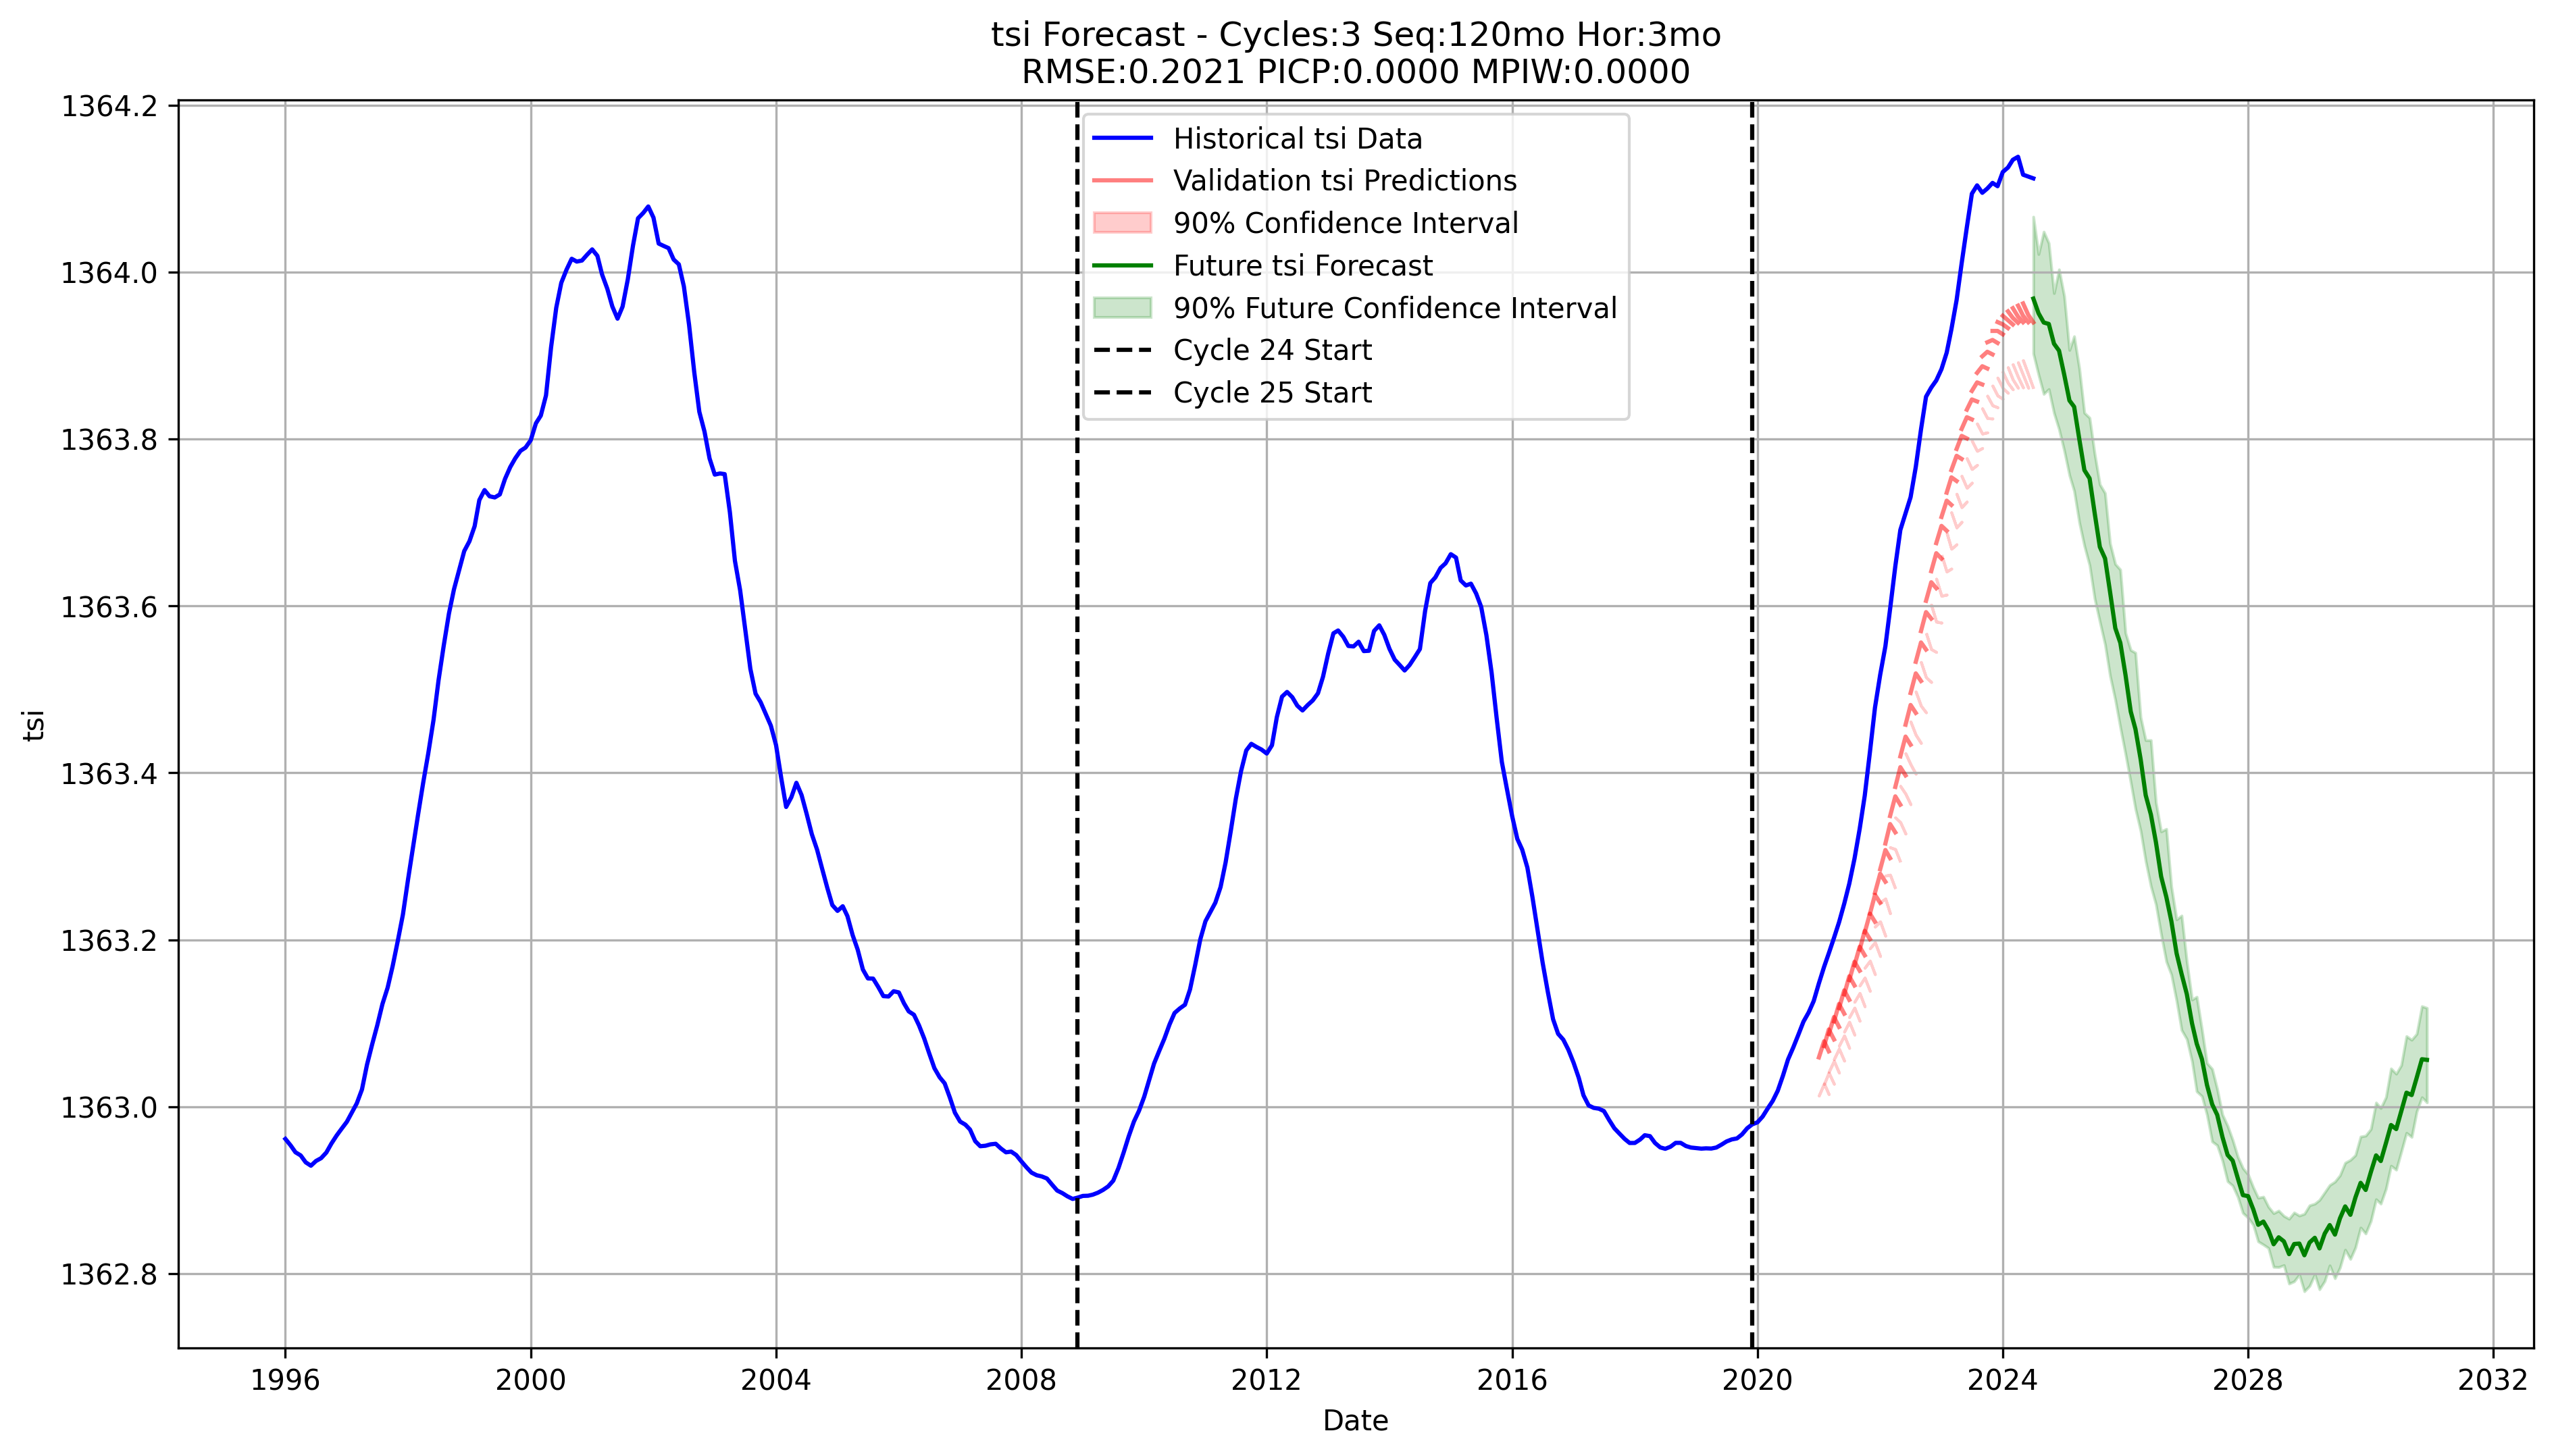 tsi Forecast - Cycles:3 Seq:120mo Hor:3mo
RMSE:0.2021 PICP:0.0000 MPIW:0.0000
1364.2
1364.0
1363.8
1363.6
1363.4
1363.2
1363.0
1362.8
tsi
Historical tsi Data
Validation tsi Predictions
90% Confidence Interval
Future tsi Forecast
90% Future Confidence Interval
Cycle 24 Start
Cycle 25 Start
1996 2000 2004 2008 2012 2016 2020 2024 2028 2032
Date